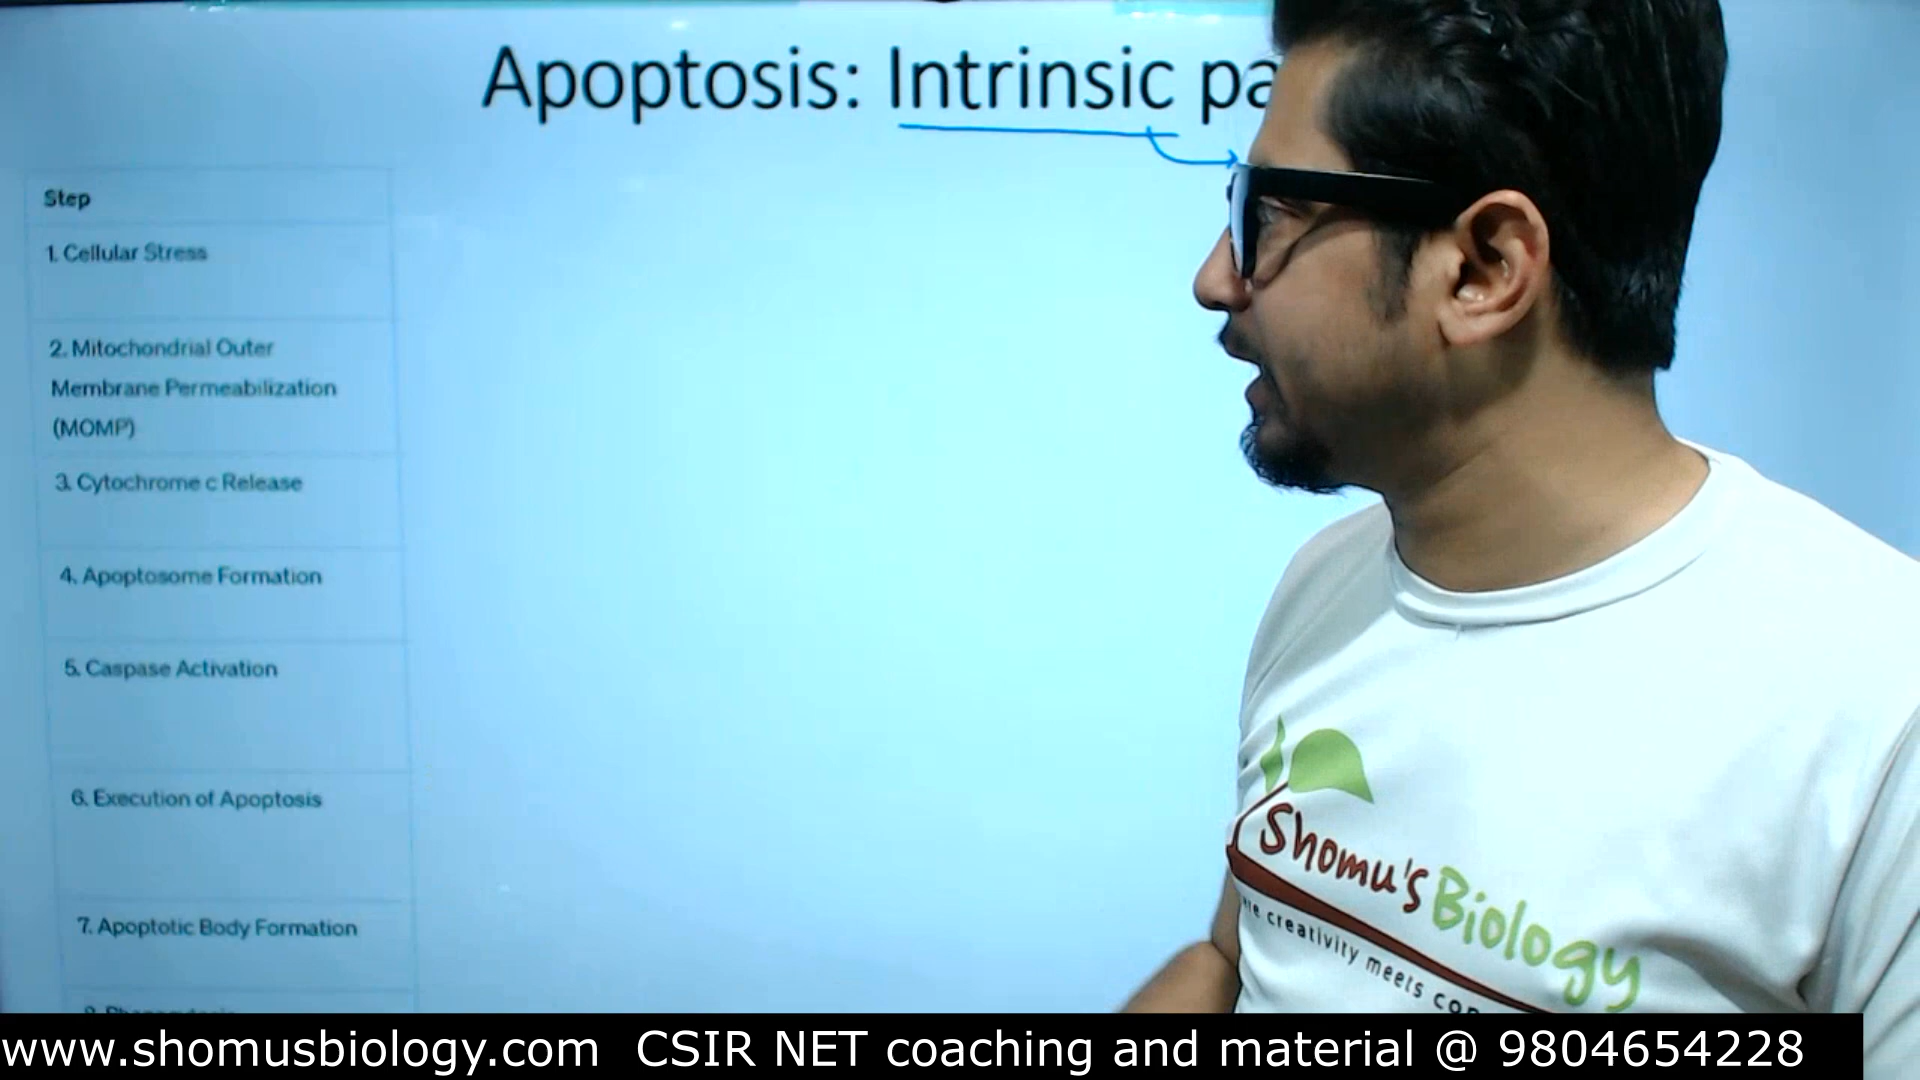 Apoptosis: Intrinsic pa
Step
1. Cellular Stress
2. Mitochondrial Outer
Membrane Permeabilization
(MOMP)
3. Cytochrome c Release
4. Apoptosome Formation
5. Caspase Activation
6. Execution of Apoptosis
7. Apoptotic Body Formation
Shomu's Biology
creativity meets
www.shomusbiology.com CSIR NET coaching and material @ 9804654228